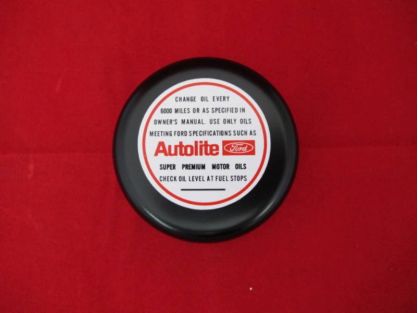 CHANGE OIL EVERY
6000 MILES OR AS SPECIFIED IN
OWNER'S MANUAL. USE ONLY OILS
MEETING FORD SPECIFICATIONS SUCH AS
Autolite Ford
SUPER PREMIUM MOTOR OILS
CHECK OIL LEVEL AT FUEL STOPS